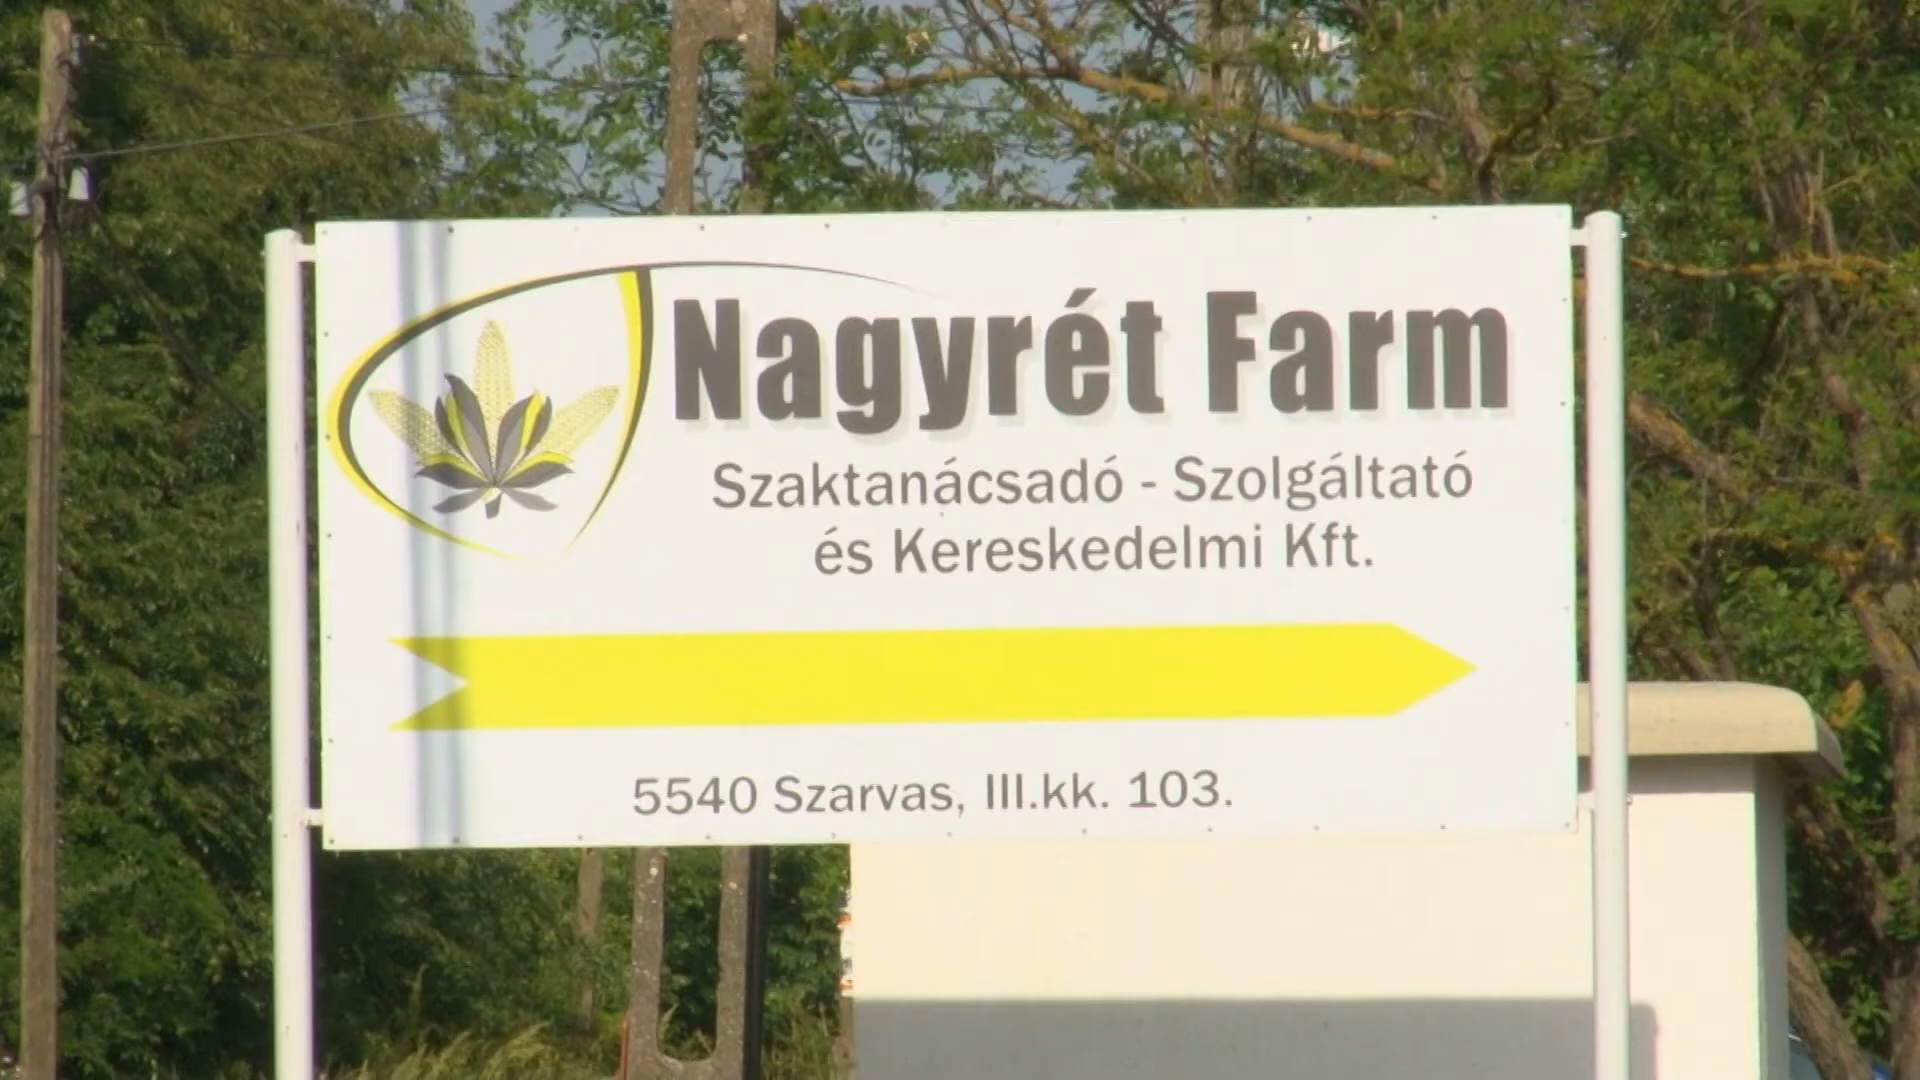 Nagyrét Farm
Szaktanácsadó - Szolgáltató
és Kereskedelmi Kft.
5540 Szarvas, III.kk. 103.